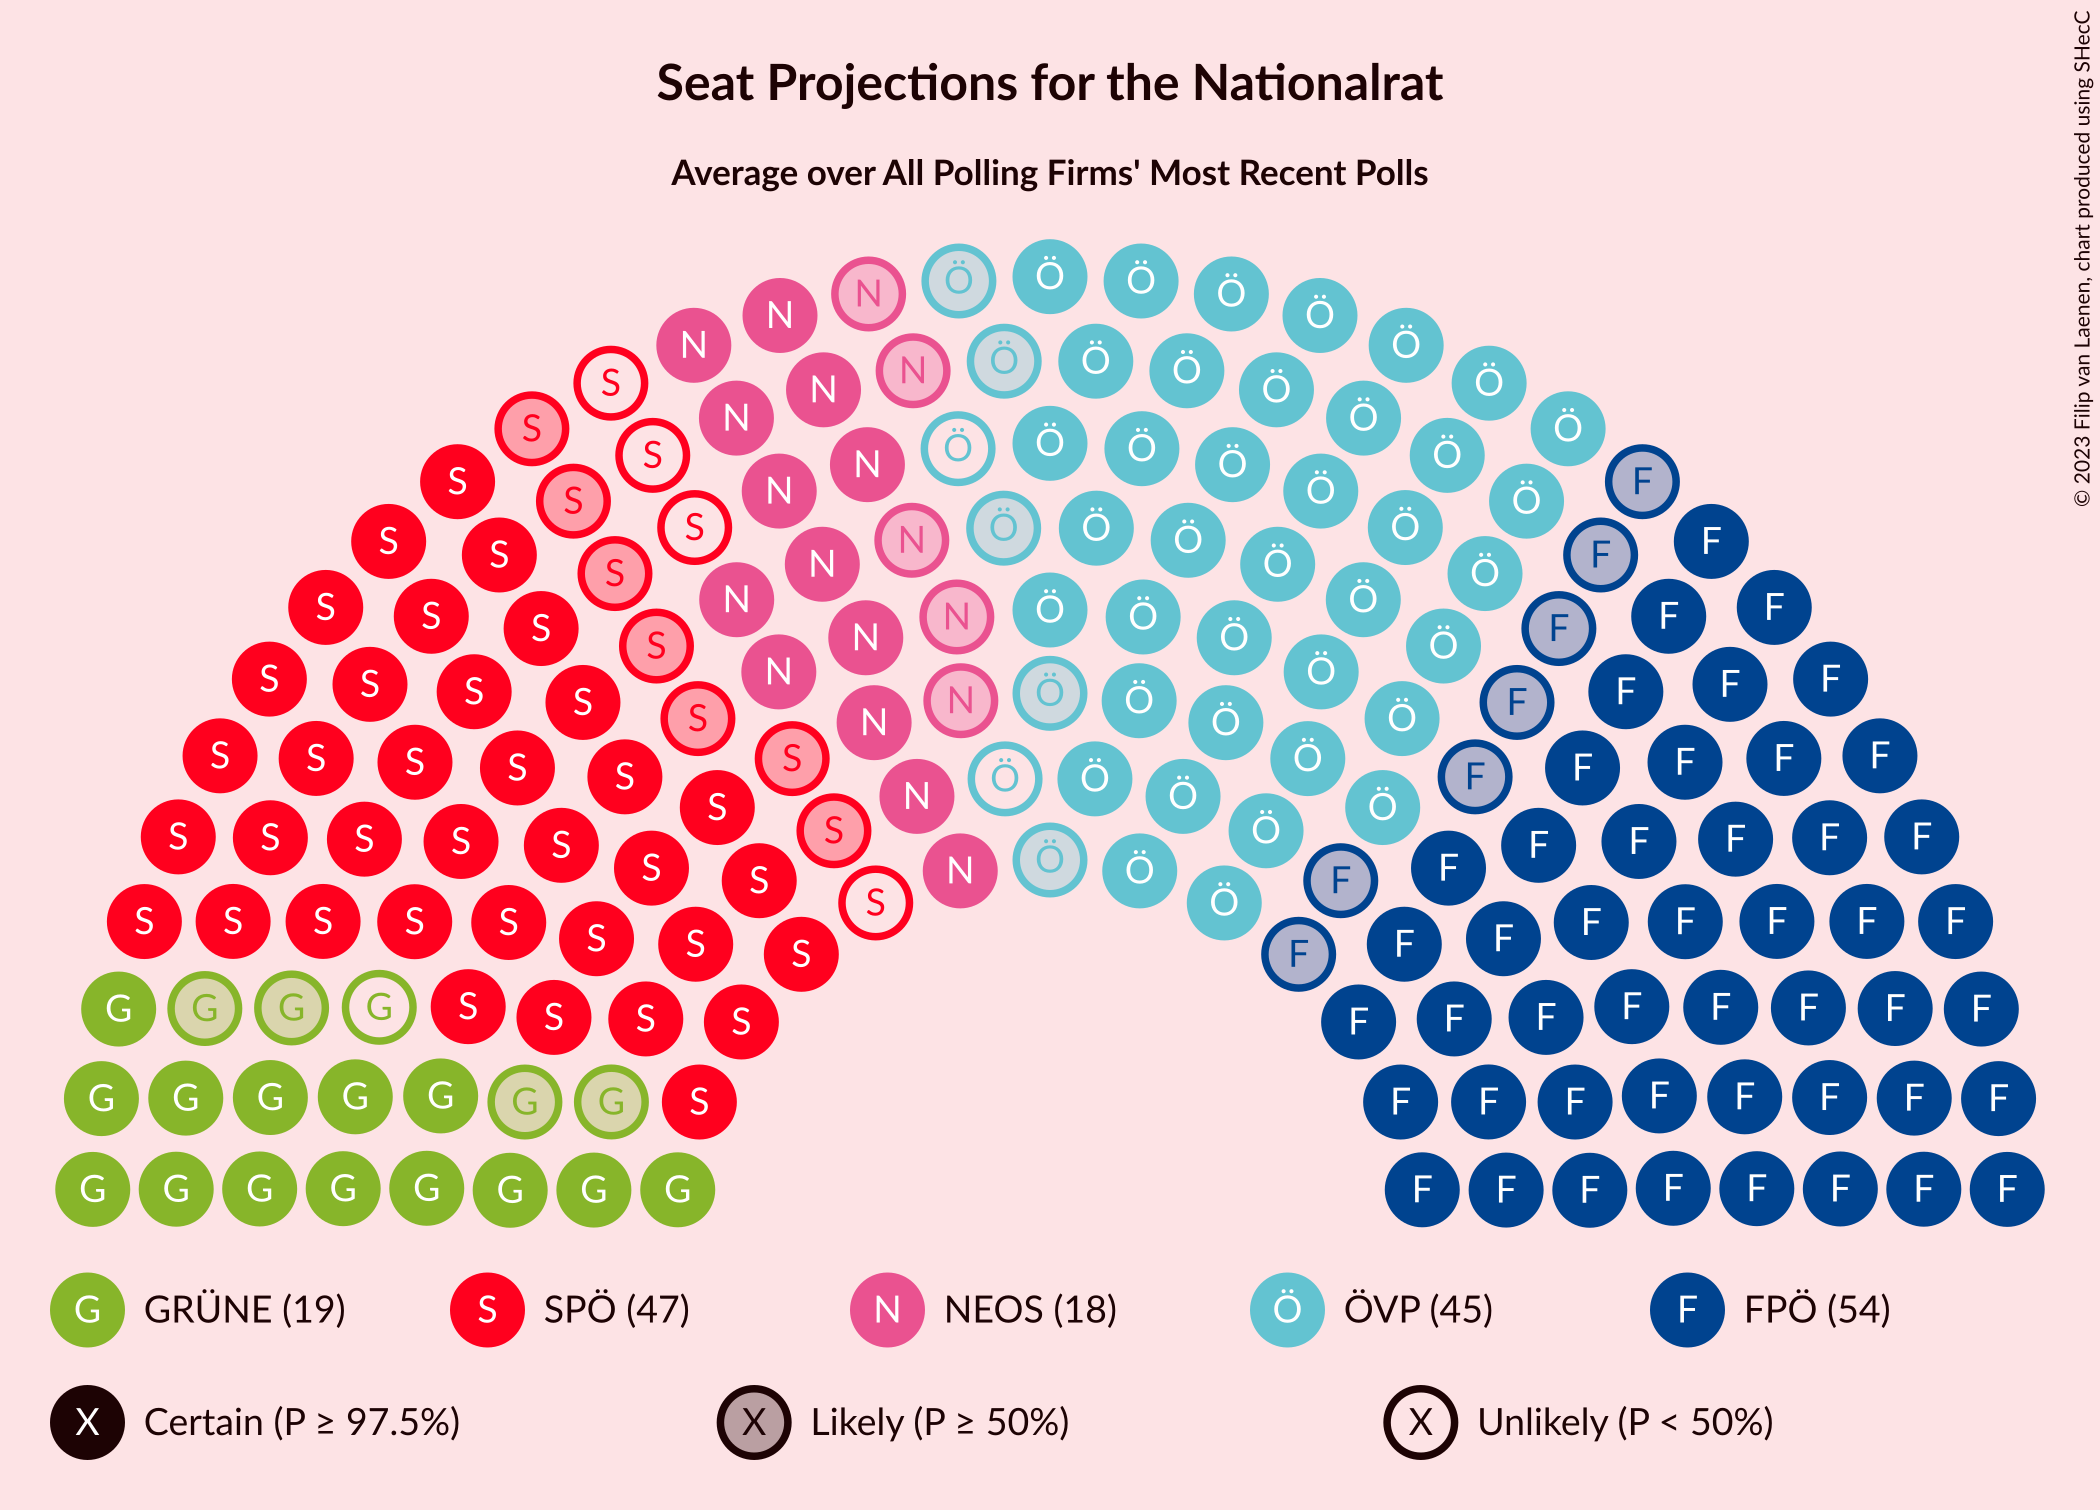 Seat Projections for the Nationalrat
Average over All Polling Firms' Most Recent Polls
© 2023 Filip van Laenen, chart produced using SHecC
N Ö Ö Ö Ö
N N Ö
S N N Ö Ö Ö Ö Ö Ö
S S N Ö Ö Ö Ö
S S N N Ö Ö Ö Ö Ö Ö F
S S S N Ö Ö Ö Ö Ö F F
S S S N N Ö Ö Ö Ö Ö F F F
S S S S N N Ö Ö Ö Ö Ö F F F F
S S S S S N N Ö Ö Ö Ö Ö F F F F
S S S S S S N Ö Ö Ö Ö Ö F F F F F
S S S S S S S N Ö Ö Ö F F F F F F
S S S S S S S S Ö F F F F F F F F
G G G G S S S S F F F F F F F F
G G G G G G G S F F F F F F F F
G G G G G G G G F F F F F F F F
G GRÜNE (19) S SPÖ (47) N NEOS (18) Ö ÖVP (45) F FPÖ (54)
X Certain (P ≥ 97.5%) X Likely (P ≥ 50%) X Unlikely (P < 50%)